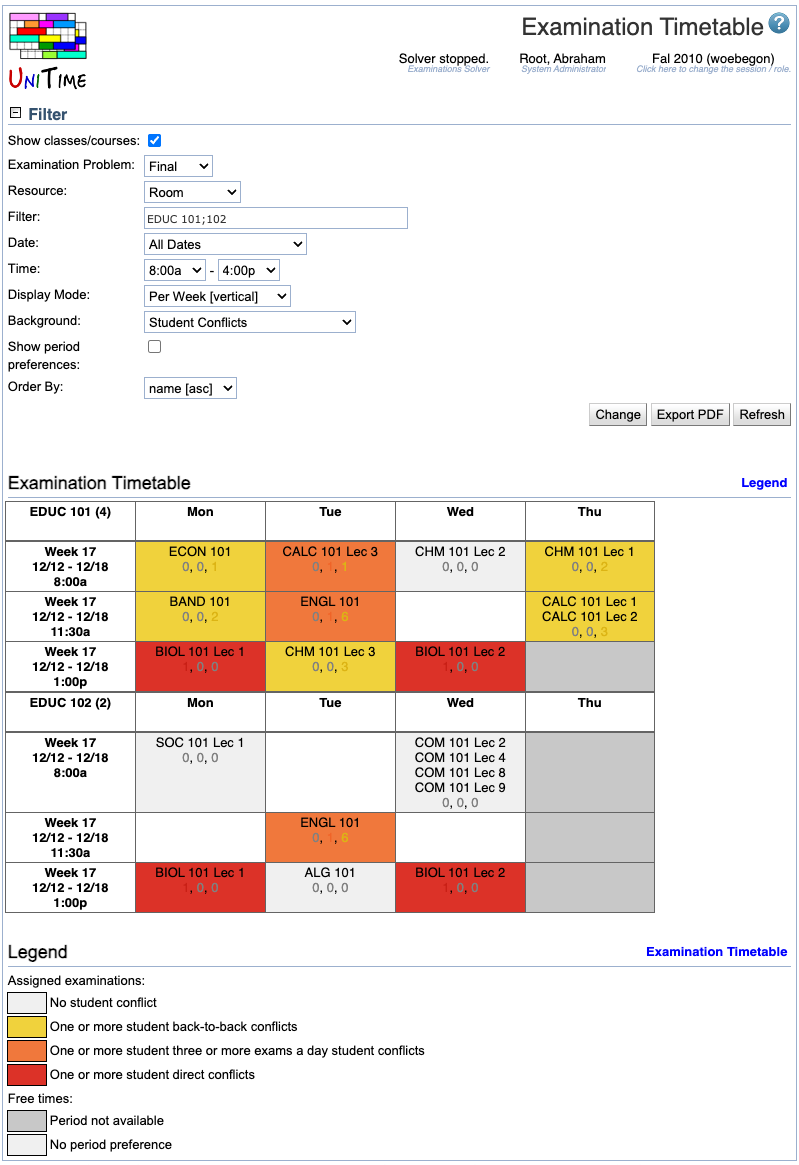 Examination Timetable ?
UNITIME
Solver stopped. Root, Abraham Fal 2010 (woebegon)
Examinations Solver System Administrator Click here to change the session / role.
Filter
Show classes/courses:
Examination Problem: Final
Resource: Room
Filter: EDUC 101;102
Date: All Dates
Time: 8:00a - 4:00p
Display Mode: Per Week [vertical]
Background: Student Conflicts
Show period
preferences:
Order By: name [asc]
Change Export PDF Refresh
Examination Timetable Legend
EDUC 101 (4) Mon Tue Wed Thu
Week 17 ECON 101 CALC 101 Lec 3 CHM 101 Lec 2 CHM 101 Lec 1
12/12 - 12/18 0, 0, 1 0, 1, 1 0, 0, 0 0, 0, 2
8:00a
Week 17 BAND 101 ENGL 101 CALC 101 Lec 1
12/12 - 12/18 0, 0, 2 0, 1, 6 CALC 101 Lec 2
11:30a 0, 0, 3
Week 17 BIOL 101 Lec 1 CHM 101 Lec 3 BIOL 101 Lec 2
12/12 - 12/18 1, 0, 0 0, 0, 3 1, 0, 0
1:00p
EDUC 102 (2) Mon Tue Wed Thu
Week 17 SOC 101 Lec 1 COM 101 Lec 2
12/12 - 12/18 0, 0, 0 COM 101 Lec 4
8:00a COM 101 Lec 8
COM 101 Lec 9
0, 0, 0
Week 17 ENGL 101
12/12 - 12/18 0, 1, 6
11:30a
Week 17 BIOL 101 Lec 1 ALG 101 BIOL 101 Lec 2
12/12 - 12/18 1, 0, 0 0, 0, 0 1, 0, 0
1:00p
Legend Examination Timetable
Assigned examinations:
No student conflict
One or more student back-to-back conflicts
One or more student three or more exams a day student conflicts
One or more student direct conflicts
Free times:
Period not available
No period preference